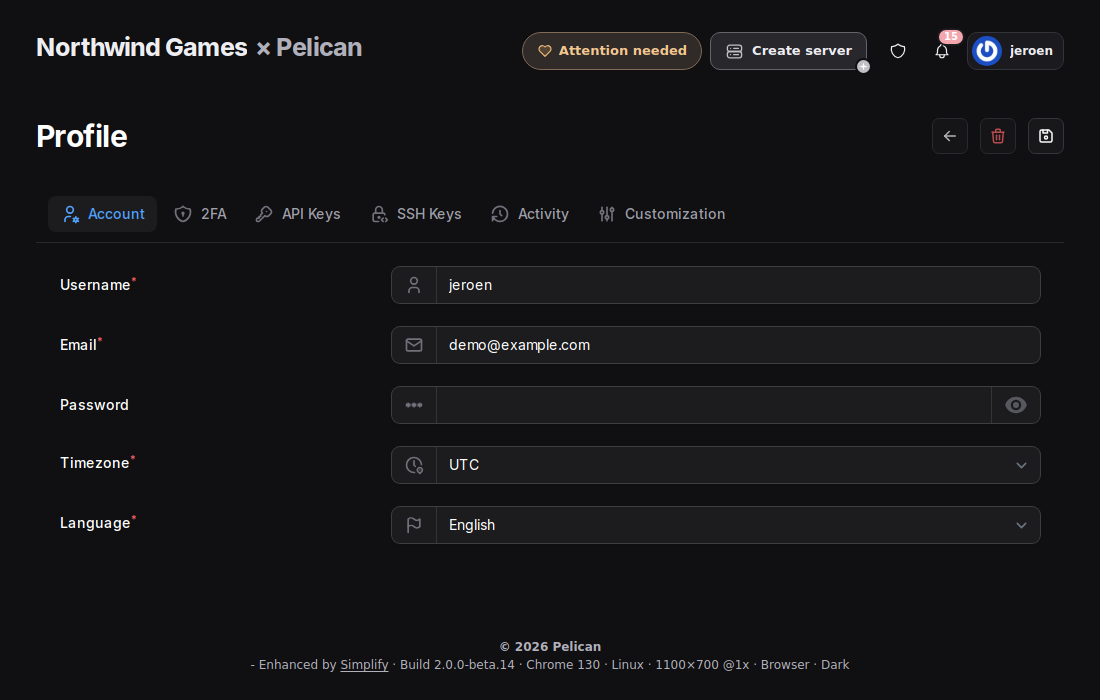 Northwind Games × Pelican
Attention needed
Create server
15
jeroen
Profile
Account
2FA
API Keys
SSH Keys
Activity
Customization
Username*
jeroen
Email*
demo@example.com
Password
Timezone*
UTC
Language*
English
© 2026 Pelican
- Enhanced by Simplify · Build 2.0.0-beta.14 · Chrome 130 · Linux · 1100×700 @1x · Browser · Dark